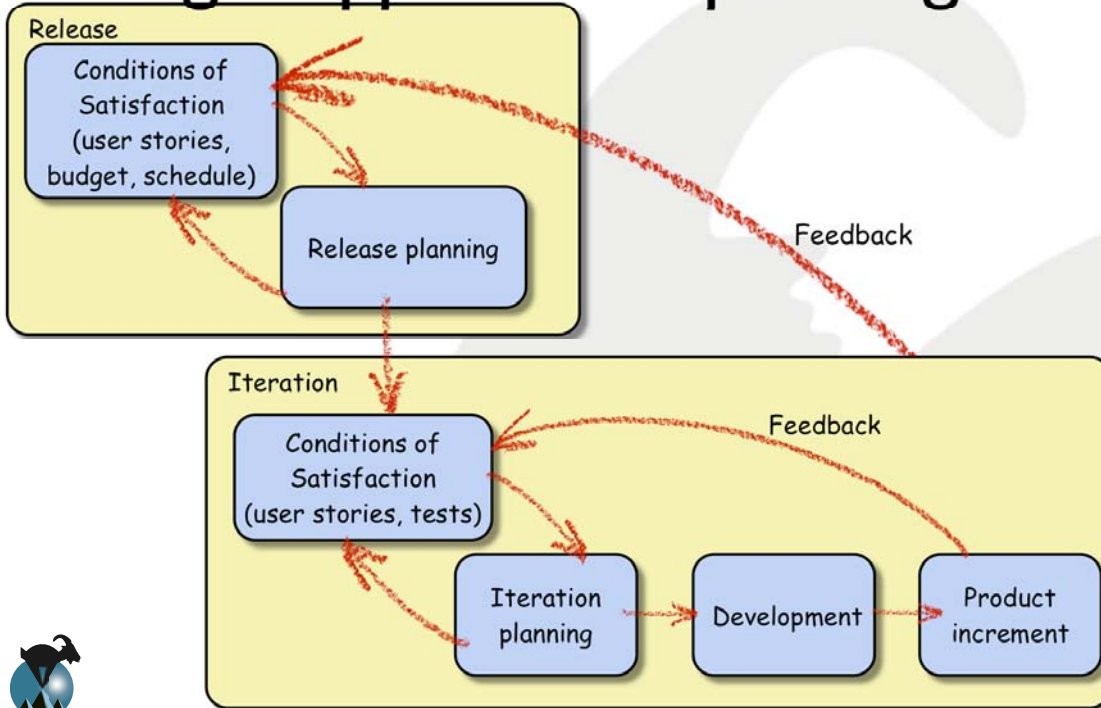 Release
Conditions of
Satisfaction
(user stories,
budget, schedule)
Release planning
Feedback
Iteration
Conditions of
Satisfaction
(user stories, tests)
Feedback
Iteration
planning
Development
Product
increment